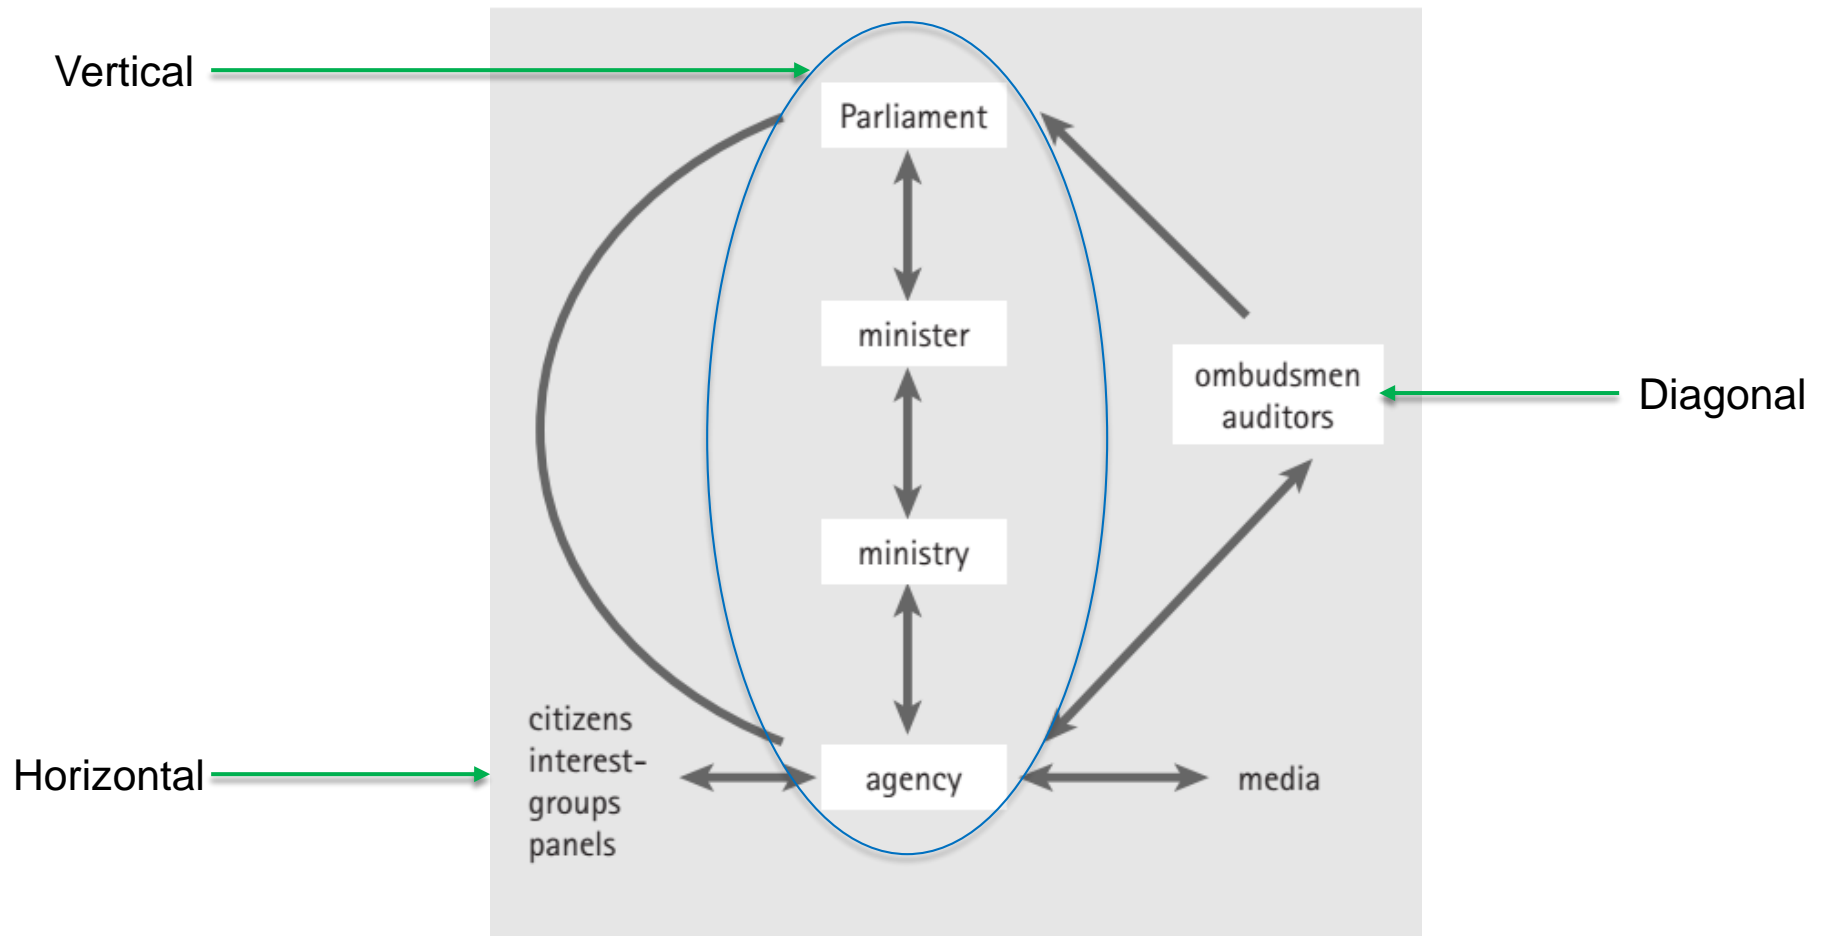 Vertical
Parliament
minister
ombudsmen
auditors
Diagonal
ministry
citizens
interest-
groups
panels
Horizontal
agency
media